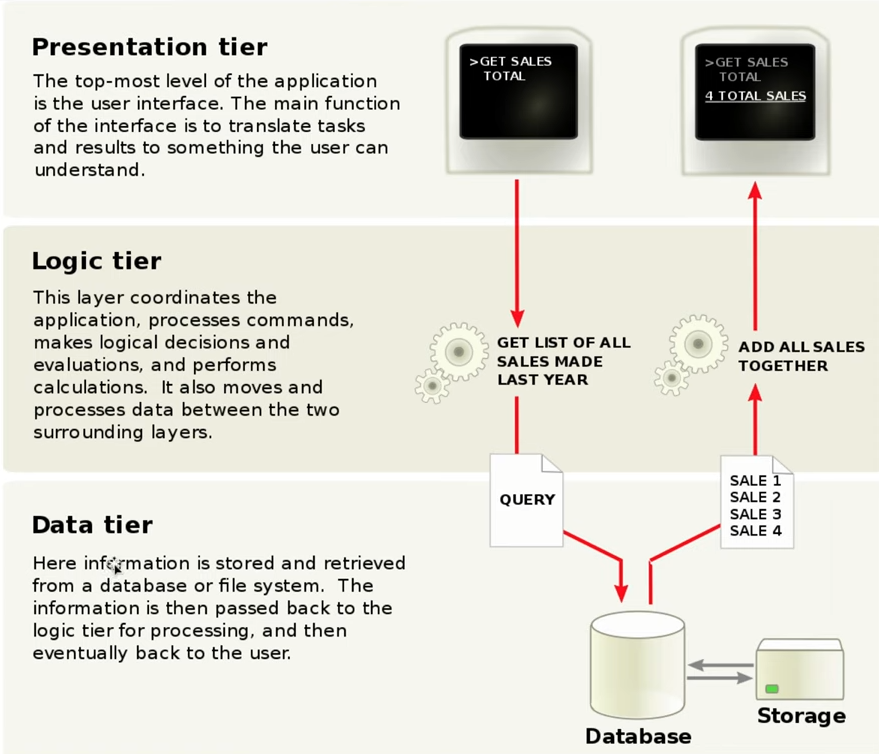 Presentation tier
The top-most level of the application
is the user interface. The main function
of the interface is to translate tasks
and results to something the user can
understand.
>GET SALES
TOTAL
>GET SALES
TOTAL
4 TOTAL SALES
Logic tier
This layer coordinates the
application, processes commands,
makes logical decisions and
evaluations, and performs
calculations.  It also moves and
processes data between the two
surrounding layers.
GET LIST OF ALL
SALES MADE
LAST YEAR
ADD ALL SALES
TOGETHER
Data tier
Here information is stored and retrieved
from a database or file system.  The
information is then passed back to the
logic tier for processing, and then
eventually back to the user.
QUERY
SALE 1
SALE 2
SALE 3
SALE 4
Database
Storage